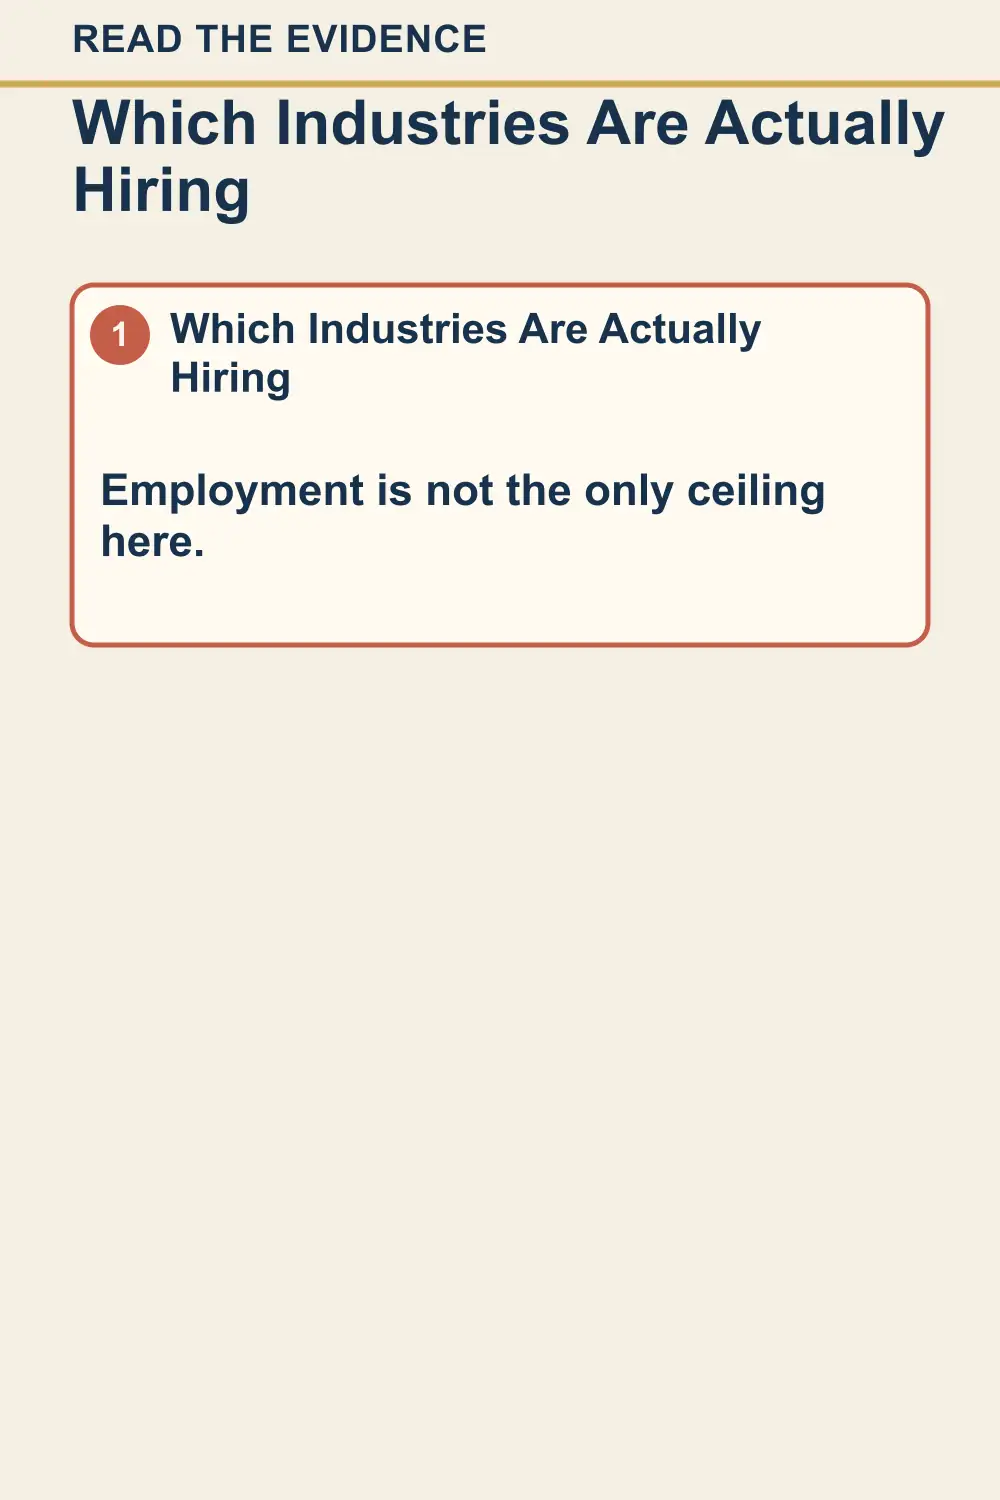 READ THE EVIDENCE
Which Industries Are Actually
Hiring
1
Which Industries Are Actually
Hiring
Employment is not the only ceiling
here.